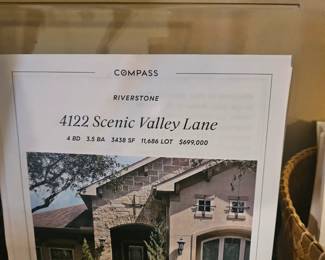 COMPASS
RIVERSTONE
4122 Scenic Valley Lane
4 BD 3.5 BA 3438 SF 11,686 LOT $699,000